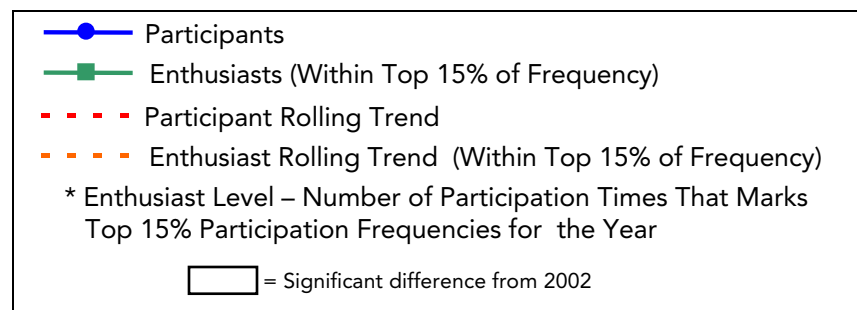 Participants
Enthusiasts (Within Top 15% of Frequency)
Participant Rolling Trend
Enthusiast Rolling Trend (Within Top 15% of Frequency)
* Enthusiast Level – Number of Participation Times That Marks
Top 15% Participation Frequencies for the Year
= Significant difference from 2002